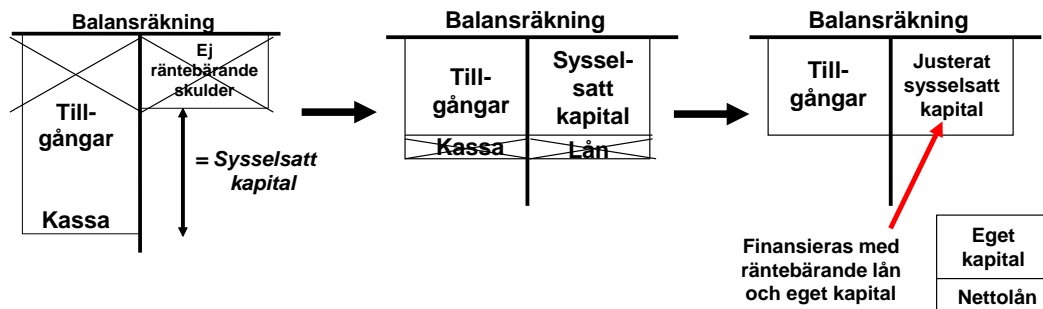 Balansräkning
Ej
räntebärande
skulder
Till-
gångar
= Sysselsatt
kapital
Kassa
Balansräkning
Till-
gångar
Syssel-
satt
kapital
Kassa
Lån
Balansräkning
Till-
gångar
Justerat
sysselsatt
kapital
Finansieras med
räntebärande lån
och eget kapital
Eget
kapital
Nettolån